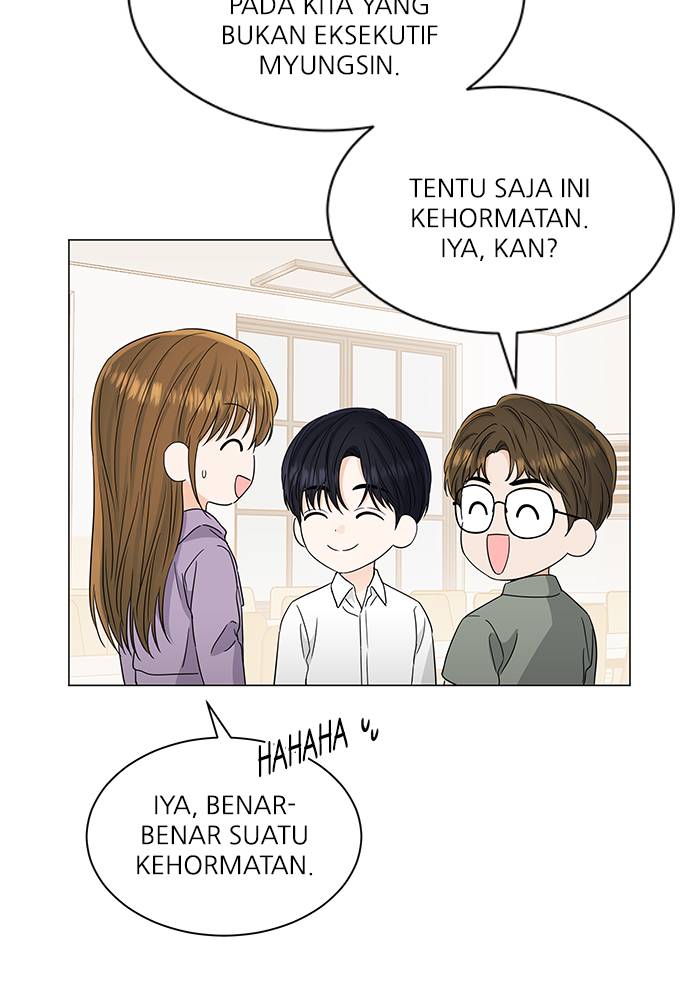 PADA KITA YANG
BUKAN EKSEKUTIF
MYUNGSIN.
TENTU SAJA INI
KEHORMATAN.
IYA, KAN?
HAHAHA
IYA, BENAR-
BENAR SUATU
KEHORMATAN.